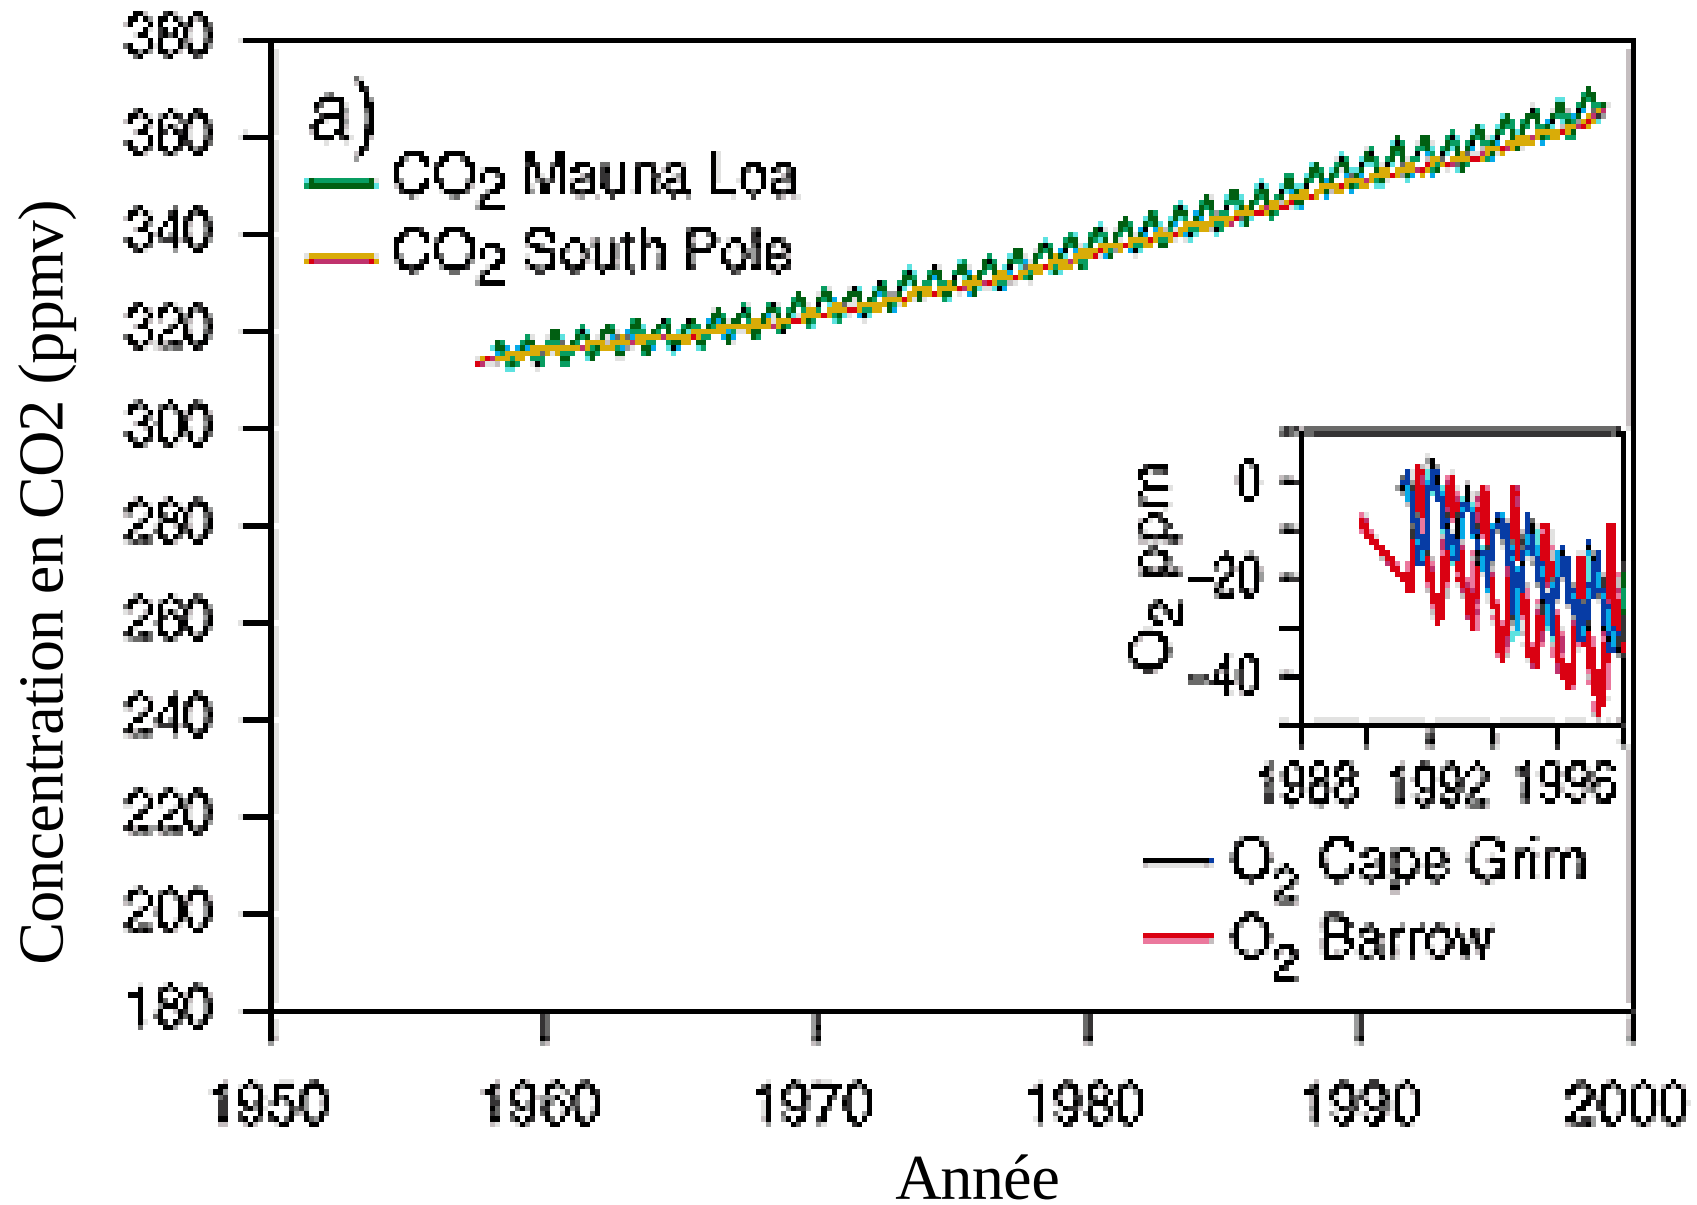 Concentration en CO2 (ppmv)
380
360
340
320
300
280
260
240
220
200
180
a)
CO2 Mauna Loa
CO2 South Pole
O2 ppm
0
-20
-40
1988 1992 1996
O2 Cape Grim
O2 Barrow
1950 1960 1970 1980 1990 2000
Année